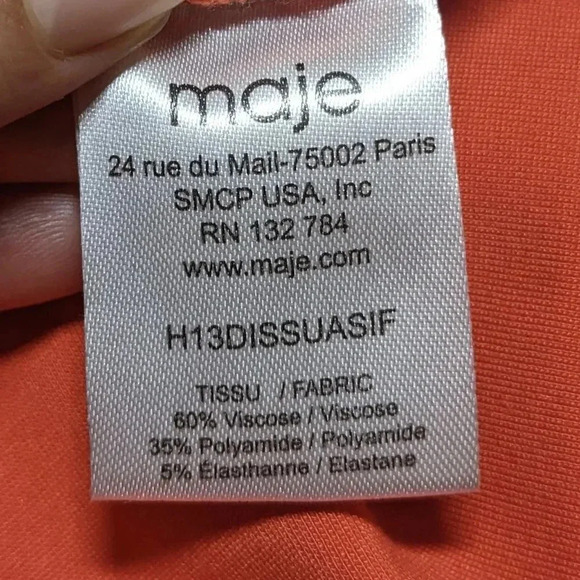 maje
24 rue du Mail-75002 Paris
SMCP USA, Inc
RN 132 784
www.maje.com
H13DISSUASIF
TISSU / FABRIC
60% Viscose / Viscose
35% Polyamide / Polyamide
5% Élasthanne / Elastane